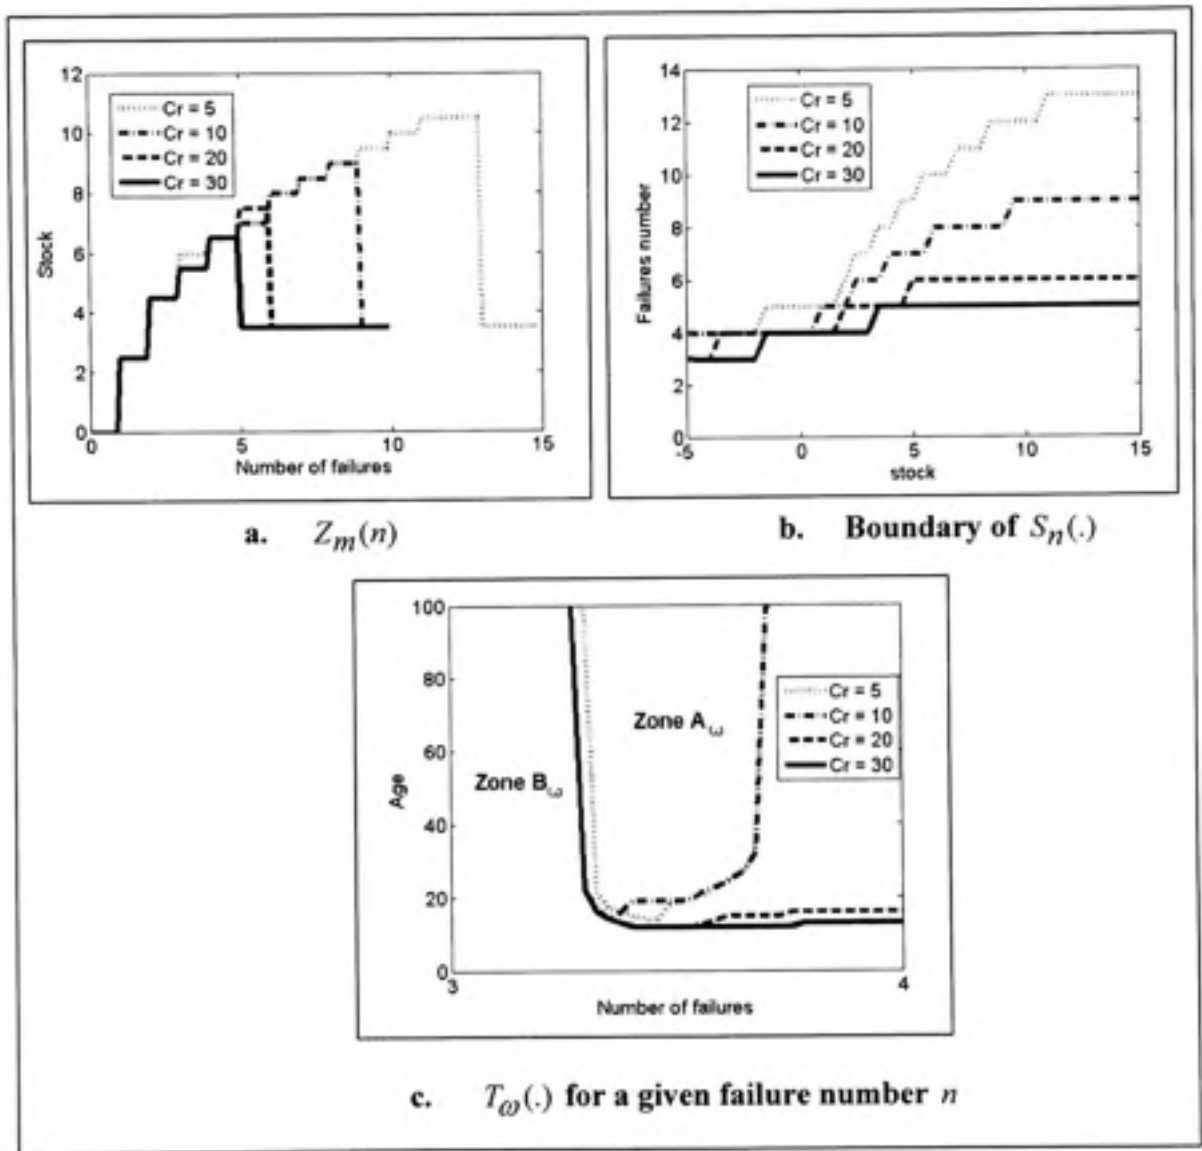 12
10
8
6
4
2
0
Stock
Cr = 5
Cr = 10
Cr = 20
Cr = 30
0 5 10 15
Number of failures
a. Z_m(n)
14
12
10
8
6
4
2
0
Failures number
Cr = 5
Cr = 10
Cr = 20
Cr = 30
-5 0 5 10 15
stock
b. Boundary of S_n(.)
100
80
60
40
20
0
Age
Zone B_ω
Zone A_ω
Cr = 5
Cr = 10
Cr = 20
Cr = 30
3 4
Number of failures
c. T_ω(.) for a given failure number n